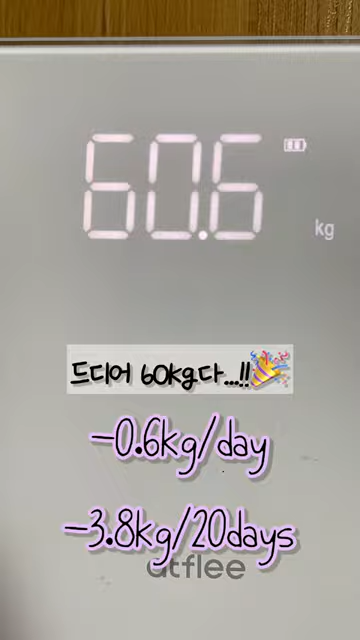 60.6
kg
드디어 60kg다...!!🎉
-0.6kg/day
-3.8kg/20days
atflee